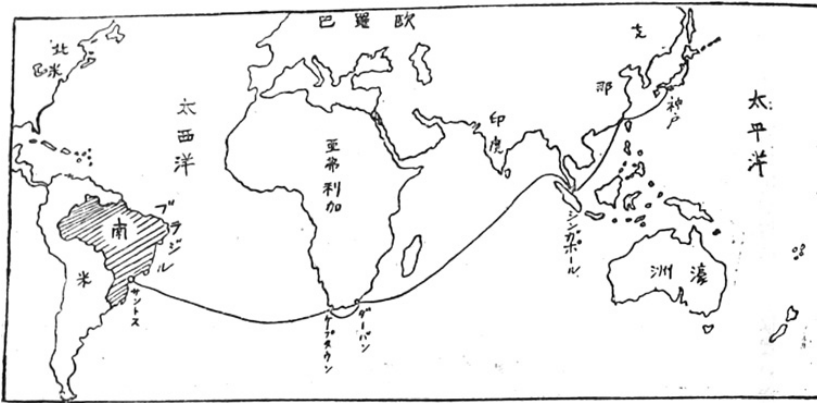 欧羅巴
北米
支那
神戸
太平洋
太西洋
印度
亜弗利加
ブラジル
南米
シンガポール
濠洲
サントス
ダーバン
ケープタウン